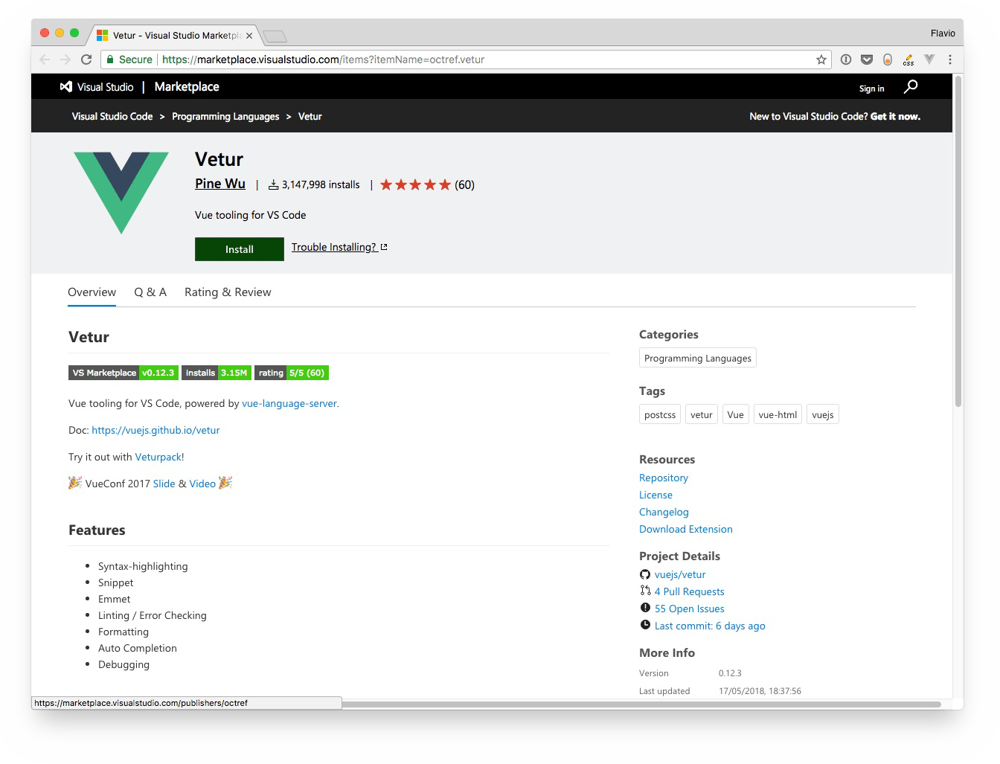 Vetur - Visual Studio Marketpla
Flavio
Secure | https://marketplace.visualstudio.com/items?itemName=octref.vetur
CSS
Visual Studio | Marketplace
Sign in
Visual Studio Code > Programming Languages > Vetur
New to Visual Studio Code? Get it now.
Vetur
Pine Wu | 3,147,998 installs | ★★★★★ (60)
Vue tooling for VS Code
Install
Trouble Installing?
Overview
Q & A
Rating & Review
Vetur
VS Marketplace v0.12.3 installs 3.15M rating 5/5 (60)
Vue tooling for VS Code, powered by vue-language-server.
Doc: https://vuejs.github.io/vetur
Try it out with Veturpack!
🎉 VueConf 2017 Slide & Video 🎉
Features
• Syntax-highlighting
• Snippet
• Emmet
• Linting / Error Checking
• Formatting
• Auto Completion
• Debugging
Categories
Programming Languages
Tags
postcss vetur Vue vue-html vuejs
Resources
Repository
License
Changelog
Download Extension
Project Details
vuejs/vetur
4 Pull Requests
55 Open Issues
Last commit: 6 days ago
More Info
Version 0.12.3
Last updated 17/05/2018, 18:37:56
https://marketplace.visualstudio.com/publishers/octref